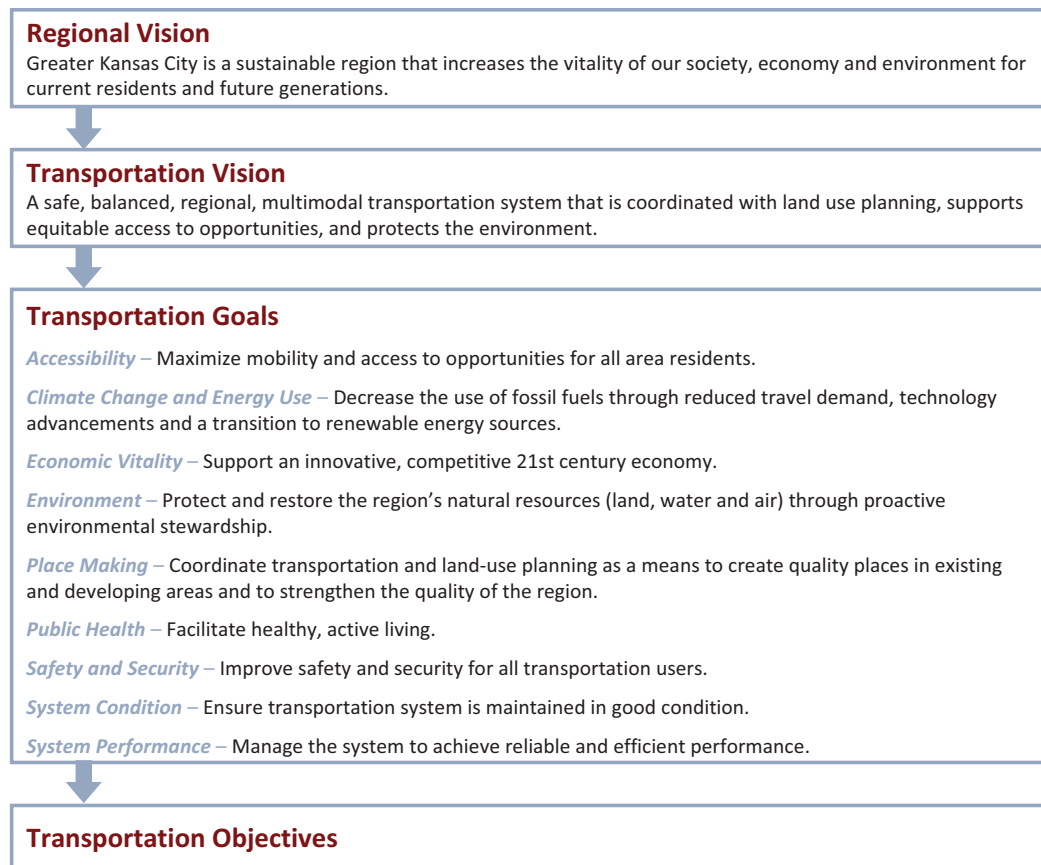 Regional Vision
Greater Kansas City is a sustainable region that increases the vitality of our society, economy and environment for
current residents and future generations.
Transportation Vision
A safe, balanced, regional, multimodal transportation system that is coordinated with land use planning, supports
equitable access to opportunities, and protects the environment.
Transportation Goals
Accessibility – Maximize mobility and access to opportunities for all area residents.
Climate Change and Energy Use – Decrease the use of fossil fuels through reduced travel demand, technology
advancements and a transition to renewable energy sources.
Economic Vitality – Support an innovative, competitive 21st century economy.
Environment – Protect and restore the region’s natural resources (land, water and air) through proactive
environmental stewardship.
Place Making – Coordinate transportation and land-use planning as a means to create quality places in existing
and developing areas and to strengthen the quality of the region.
Public Health – Facilitate healthy, active living.
Safety and Security – Improve safety and security for all transportation users.
System Condition – Ensure transportation system is maintained in good condition.
System Performance – Manage the system to achieve reliable and efficient performance.
Transportation Objectives